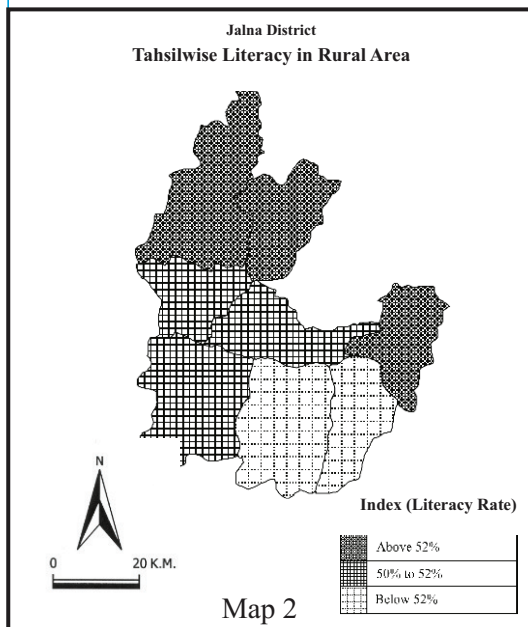 Jalna District
Tahsilwise Literacy in Rural Area
N
0 20 K.M.
Index (Literacy Rate)
Above 52%
50% to 52%
Below 52%
Map 2